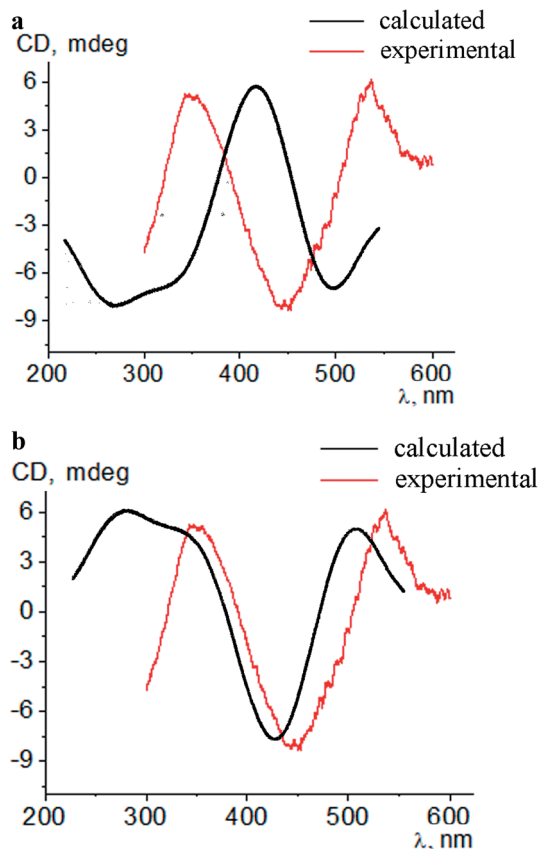 a
CD, mdeg
calculated
experimental
6
3
0
-3
-6
-9
200 300 400 500 600
λ, nm
b
CD, mdeg
calculated
experimental
6
3
0
-3
-6
-9
200 300 400 500 600
λ, nm